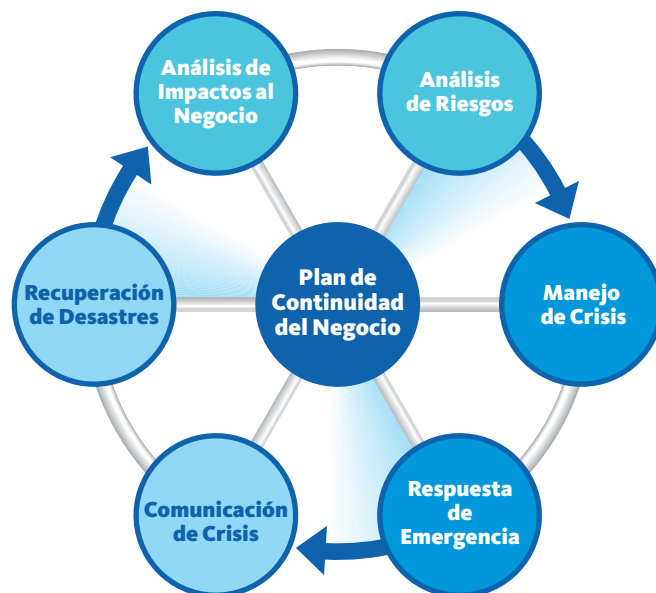 Análisis de
Impactos al
Negocio
Análisis
de Riesgos
Manejo
de Crisis
Respuesta
de
Emergencia
Comunicación
de Crisis
Recuperación
de Desastres
Plan de
Continuidad
del Negocio